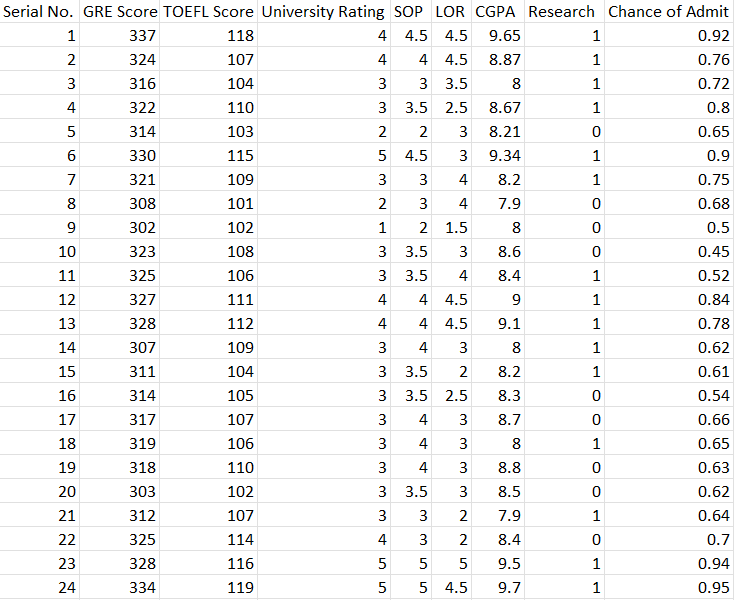 Serial No. GRE Score TOEFL Score University Rating SOP LOR CGPA Research Chance of Admit
1 337 118 4 4.5 4.5 9.65 1 0.92
2 324 107 4 4 4.5 8.87 1 0.76
3 316 104 3 3 3.5 8 1 0.72
4 322 110 3 3.5 2.5 8.67 1 0.8
5 314 103 2 2 3 8.21 0 0.65
6 330 115 5 4.5 3 9.34 1 0.9
7 321 109 3 3 4 8.2 1 0.75
8 308 101 2 3 4 7.9 0 0.68
9 302 102 1 2 1.5 8 0 0.5
10 323 108 3 3.5 3 8.6 0 0.45
11 325 106 3 3.5 4 8.4 1 0.52
12 327 111 4 4 4.5 9 1 0.84
13 328 112 4 4 4.5 9.1 1 0.78
14 307 109 3 4 3 8 1 0.62
15 311 104 3 3.5 2 8.2 1 0.61
16 314 105 3 3.5 2.5 8.3 0 0.54
17 317 107 3 4 3 8.7 0 0.66
18 319 106 3 4 3 8 1 0.65
19 318 110 3 4 3 8.8 0 0.63
20 303 102 3 3.5 3 8.5 0 0.62
21 312 107 3 3 2 7.9 1 0.64
22 325 114 4 3 2 8.4 0 0.7
23 328 116 5 5 5 9.5 1 0.94
24 334 119 5 5 4.5 9.7 1 0.95